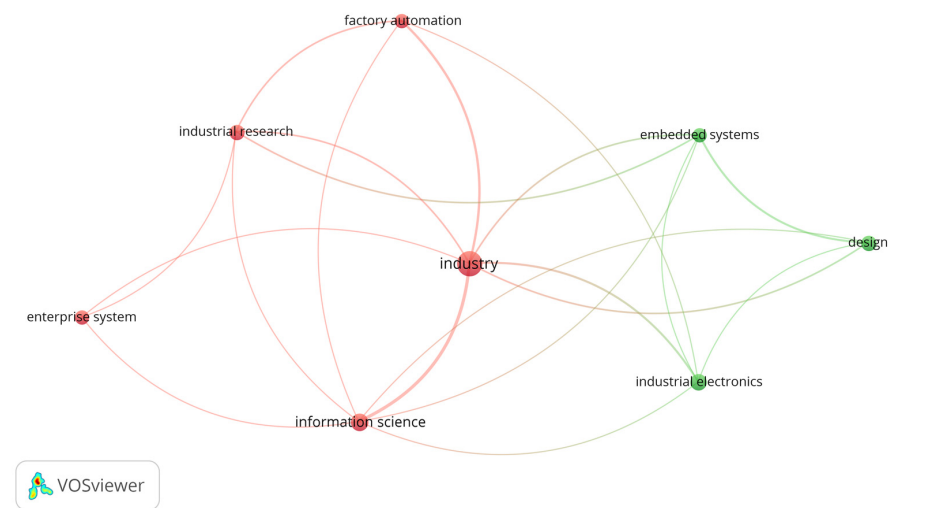 factory automation
industrial research
embedded systems
design
industry
enterprise system
industrial electronics
information science
VOSviewer